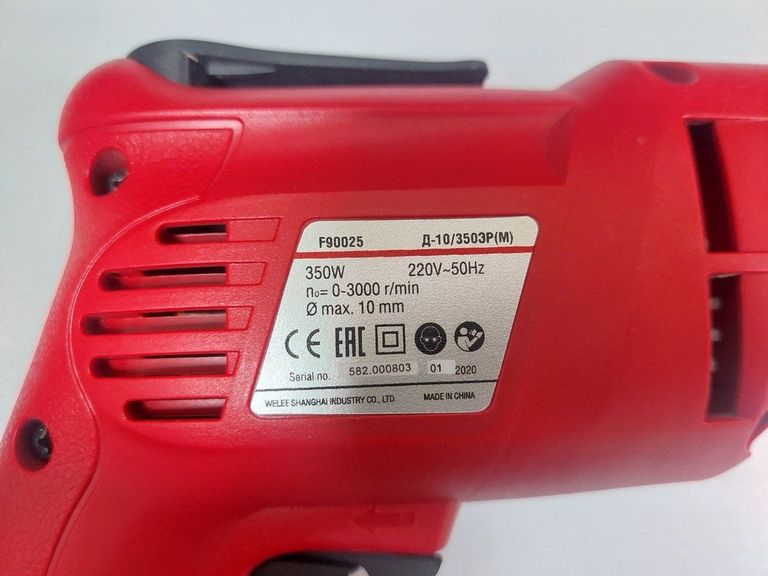 F90025 Д-10/350ЭР(М)
350W 220V~50Hz
n₀= 0-3000 r/min
Ø max. 10 mm
CE EAC
Serial no. 582.000803 01 2020
WELEE SHANGHAI INDUSTRY CO., LTD. MADE IN CHINA